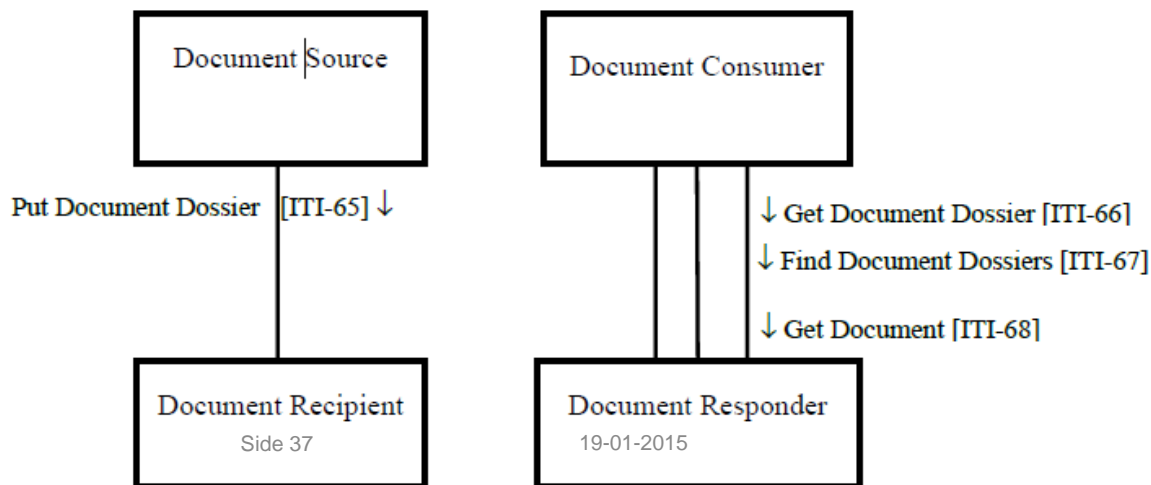 Document Source
Document Consumer
Put Document Dossier [ITI-65] ↓
↓ Get Document Dossier [ITI-66]
↓ Find Document Dossiers [ITI-67]
↓ Get Document [ITI-68]
Document Recipient
Document Responder
Side 37
19-01-2015